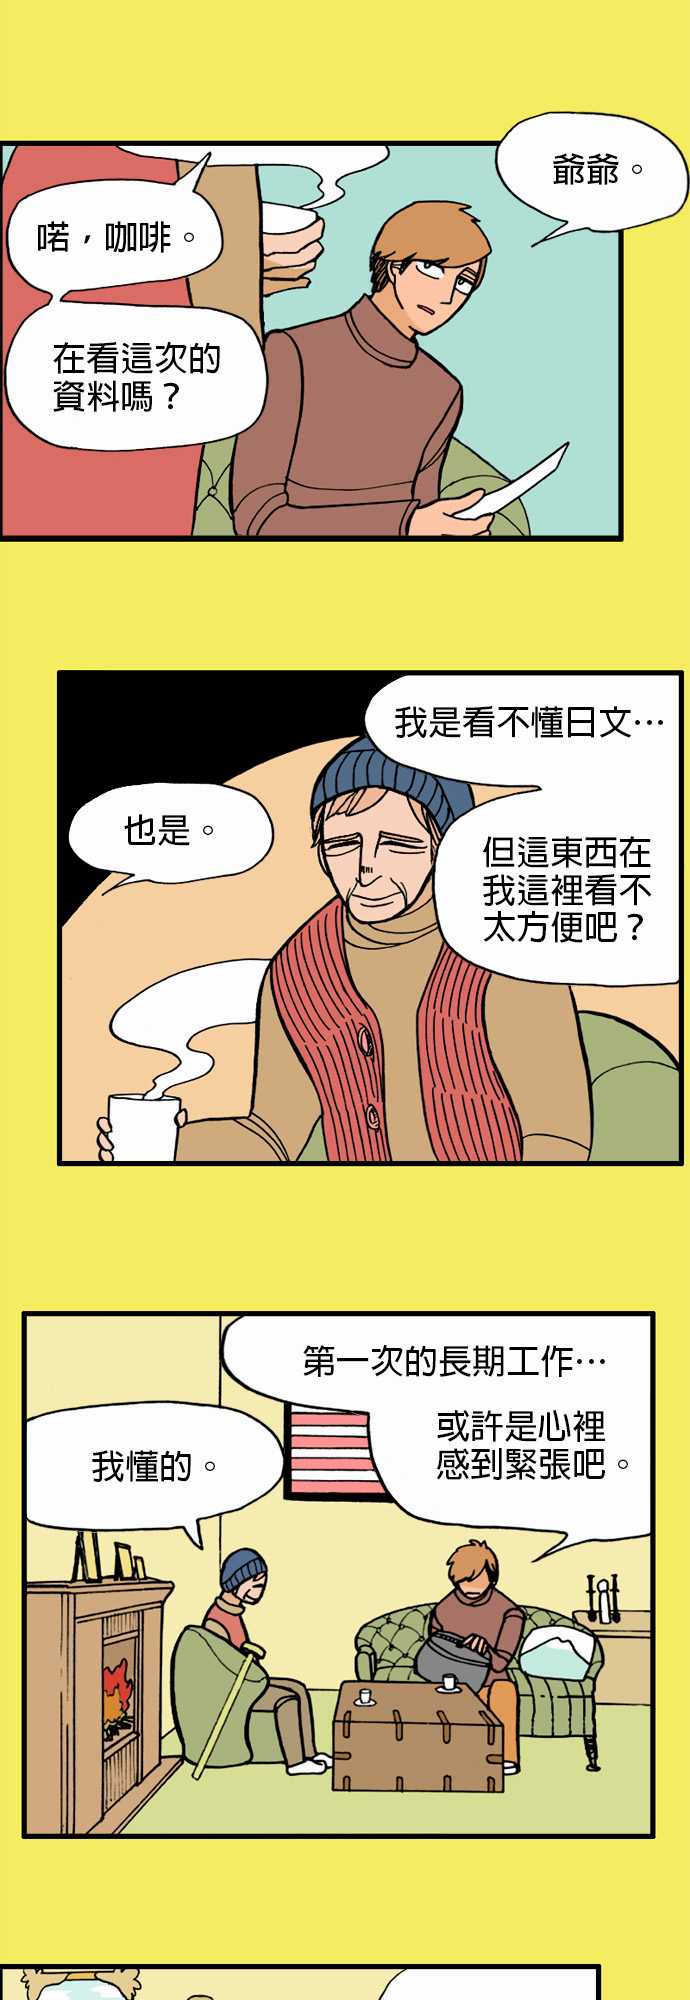 爺爺。
喏，咖啡。
在看這次的
資料嗎？
我是看不懂日文…
但這東西在
我這裡看不
太方便吧？
也是。
第一次的長期工作…
或許是心裡
感到緊張吧。
我懂的。